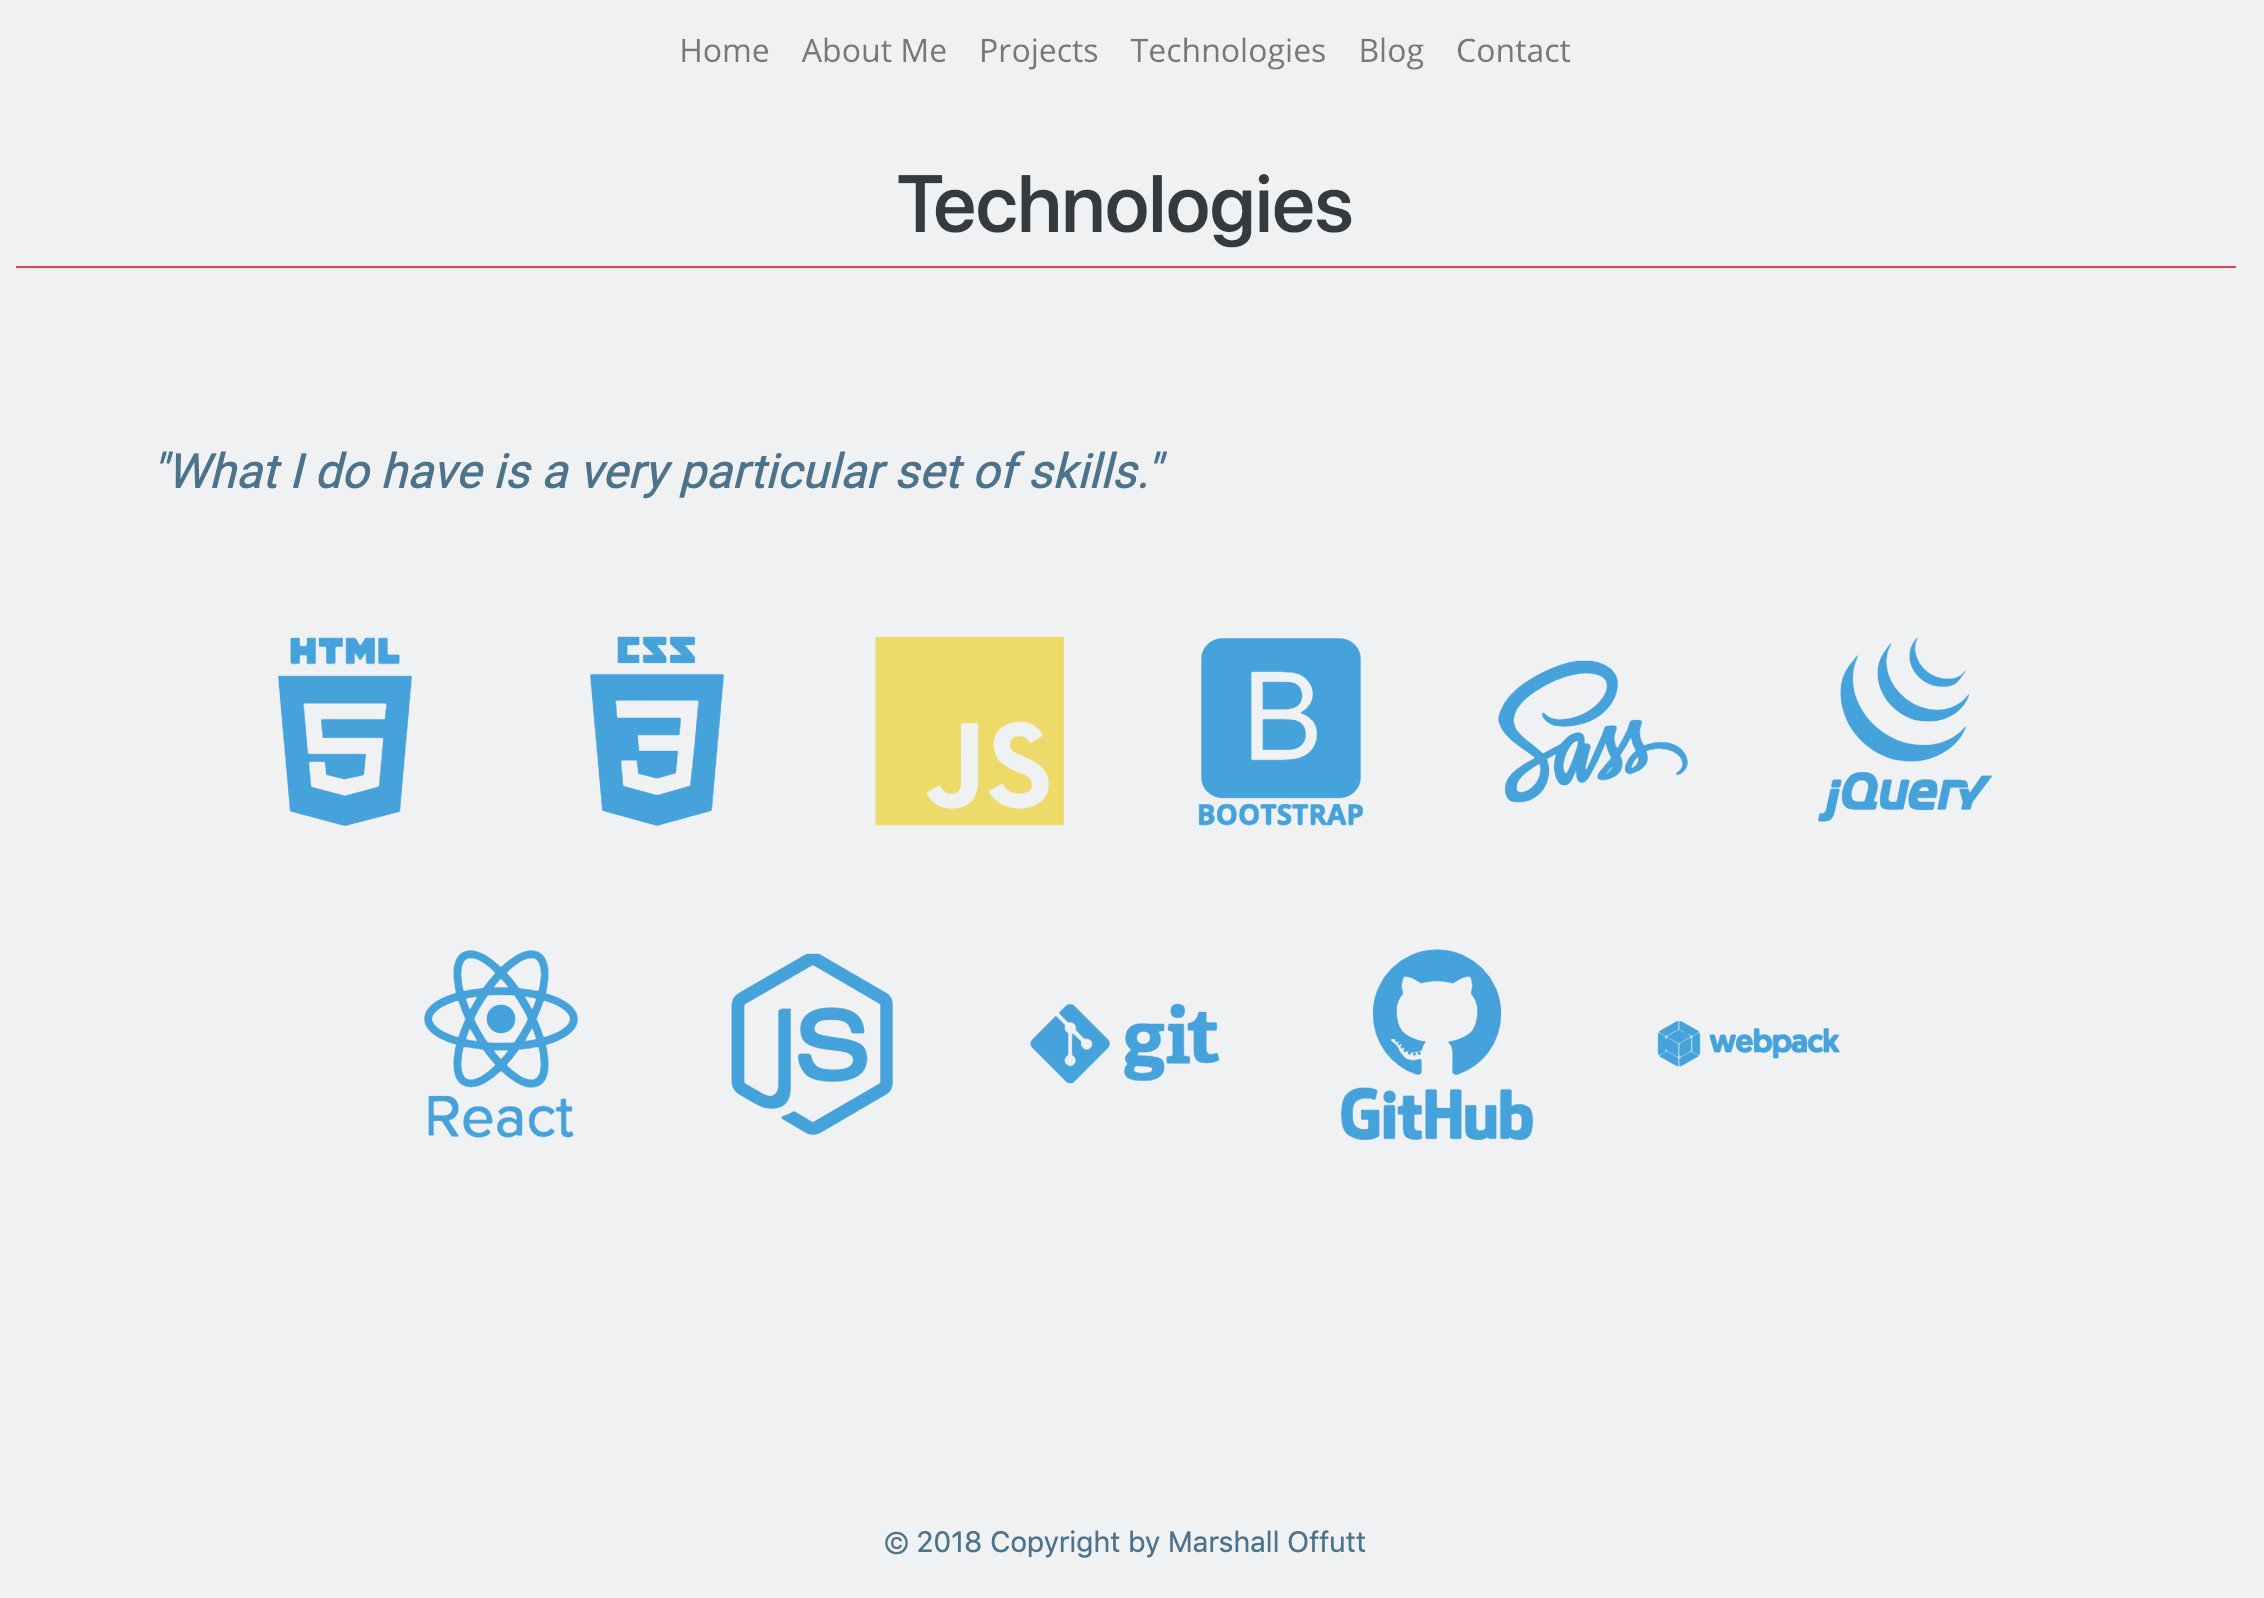 Home About Me Projects Technologies Blog Contact
Technologies
"What I do have is a very particular set of skills."
HTML CSS
5 3 JS B Sass
BOOTSTRAP jQuery
JS git webpack
React GitHub
© 2018 Copyright by Marshall Offutt